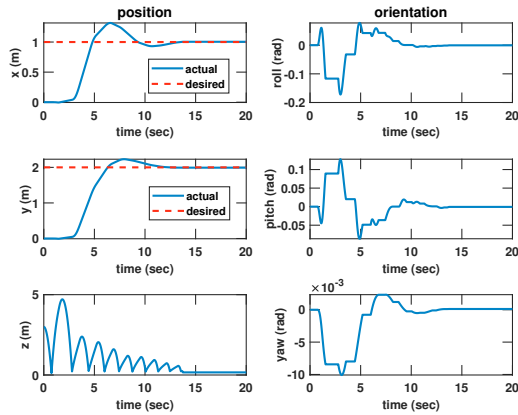 position
x (m)
1
0.5
0
0 5 10 15 20
time (sec)
actual
desired
orientation
roll (rad)
0
-0.1
-0.2
0 5 10 15 20
time (sec)
y (m)
2
1
0
0 5 10 15 20
time (sec)
actual
desired
pitch (rad)
0.1
0.05
0
-0.05
0 5 10 15 20
time (sec)
z (m)
5
0
0 5 10 15 20
time (sec)
×10⁻³
yaw (rad)
0
-5
-10
0 5 10 15 20
time (sec)